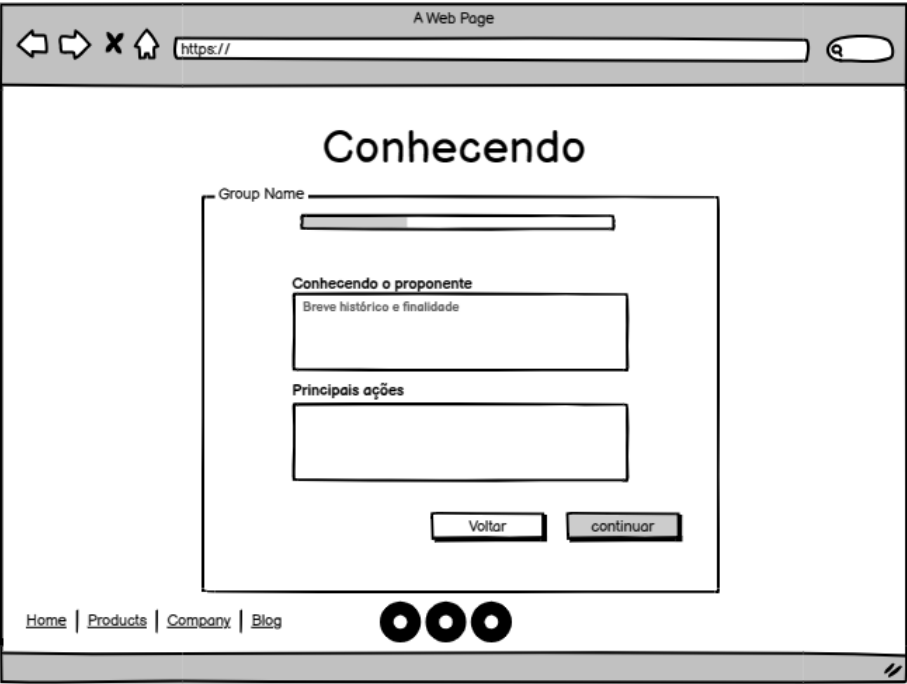 A Web Page
https://
Conhecendo
Group Name
Conhecendo o proponente
Breve histórico e finalidade
Principais ações
Voltar
continuar
Home | Products | Company | Blog